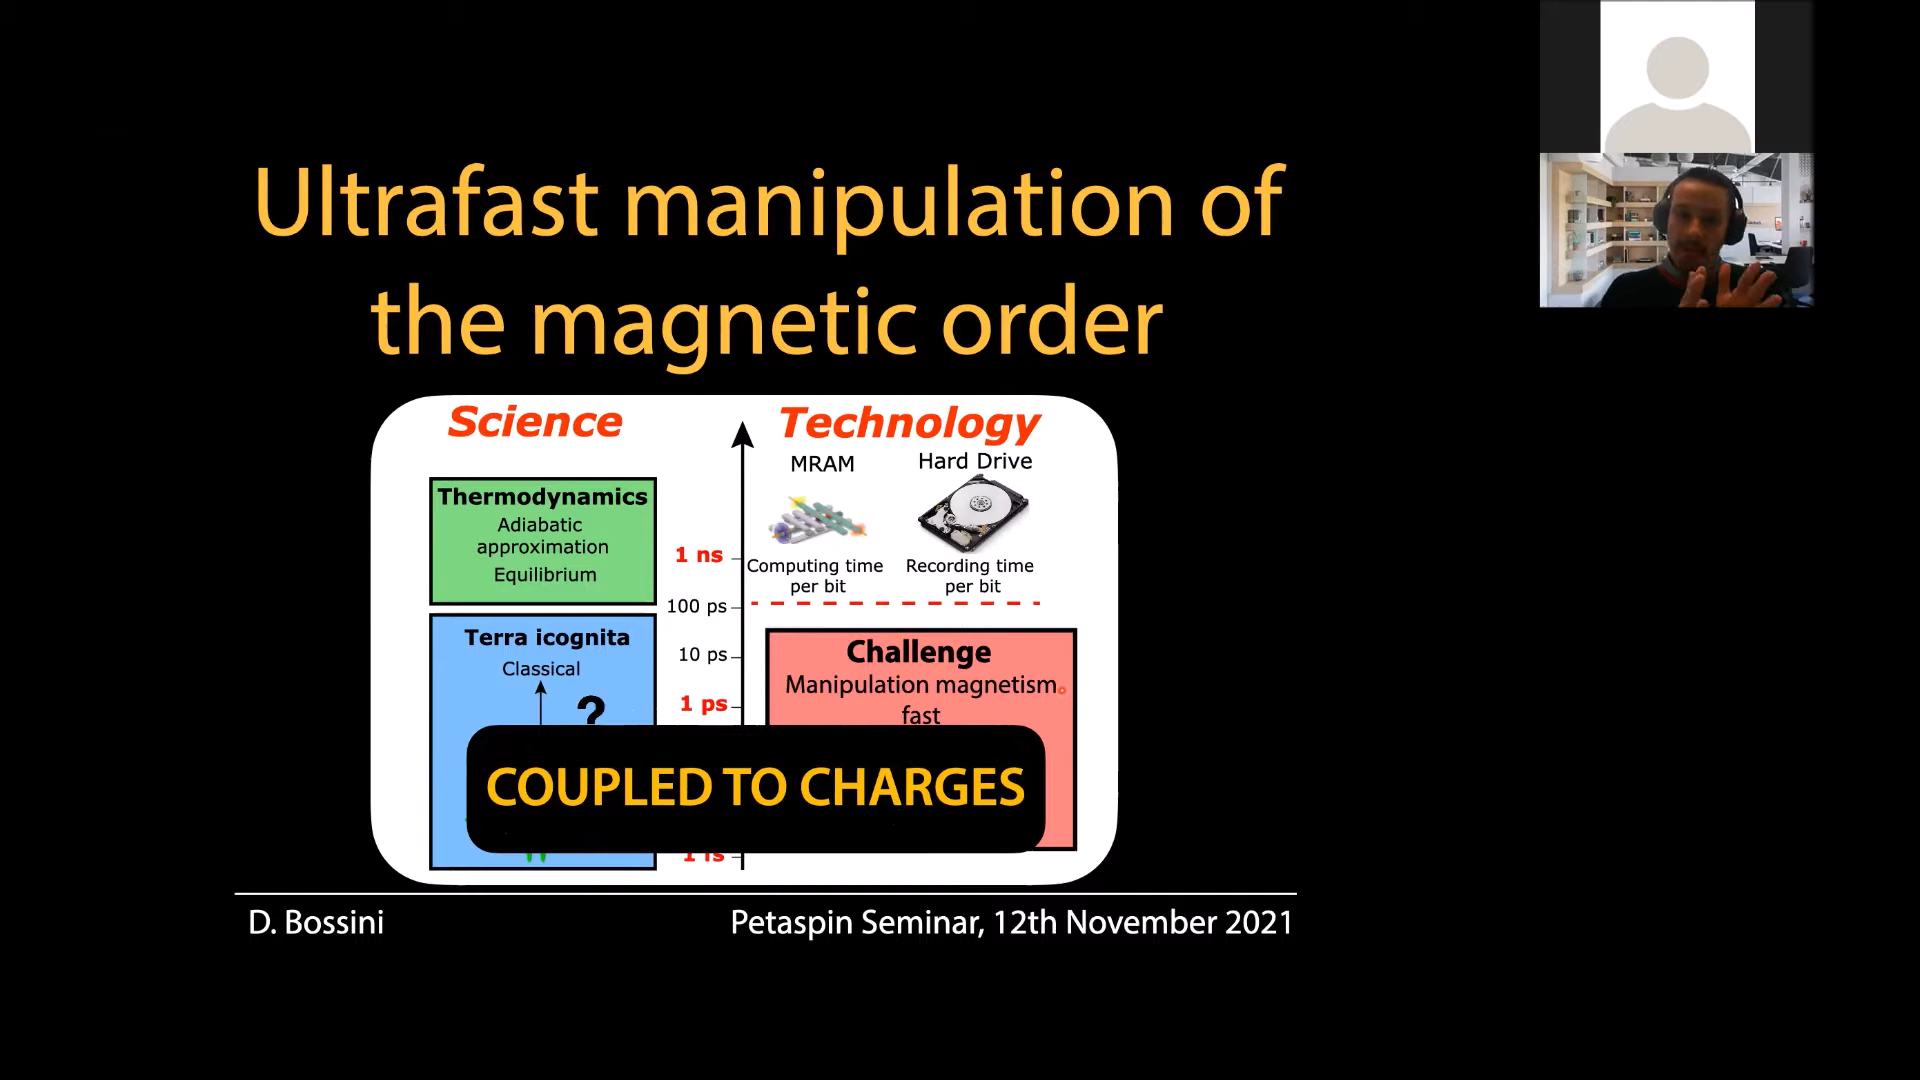 Ultrafast manipulation of
the magnetic order
Science
Technology
MRAM
Hard Drive
Thermodynamics
Adiabatic
approximation
Equilibrium
1 ns
Computing time
per bit
Recording time
per bit
100 ps
Terra icognita
Classical
?
10 ps
1 ps
Challenge
Manipulation magnetism
fast
COUPLED TO CHARGES
D. Bossini
Petaspin Seminar, 12th November 2021